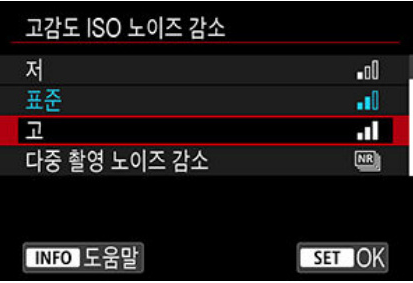 고감도 ISO 노이즈 감소
저
표준
고
다중 촬영 노이즈 감소 NR
INFO 도움말 SET OK